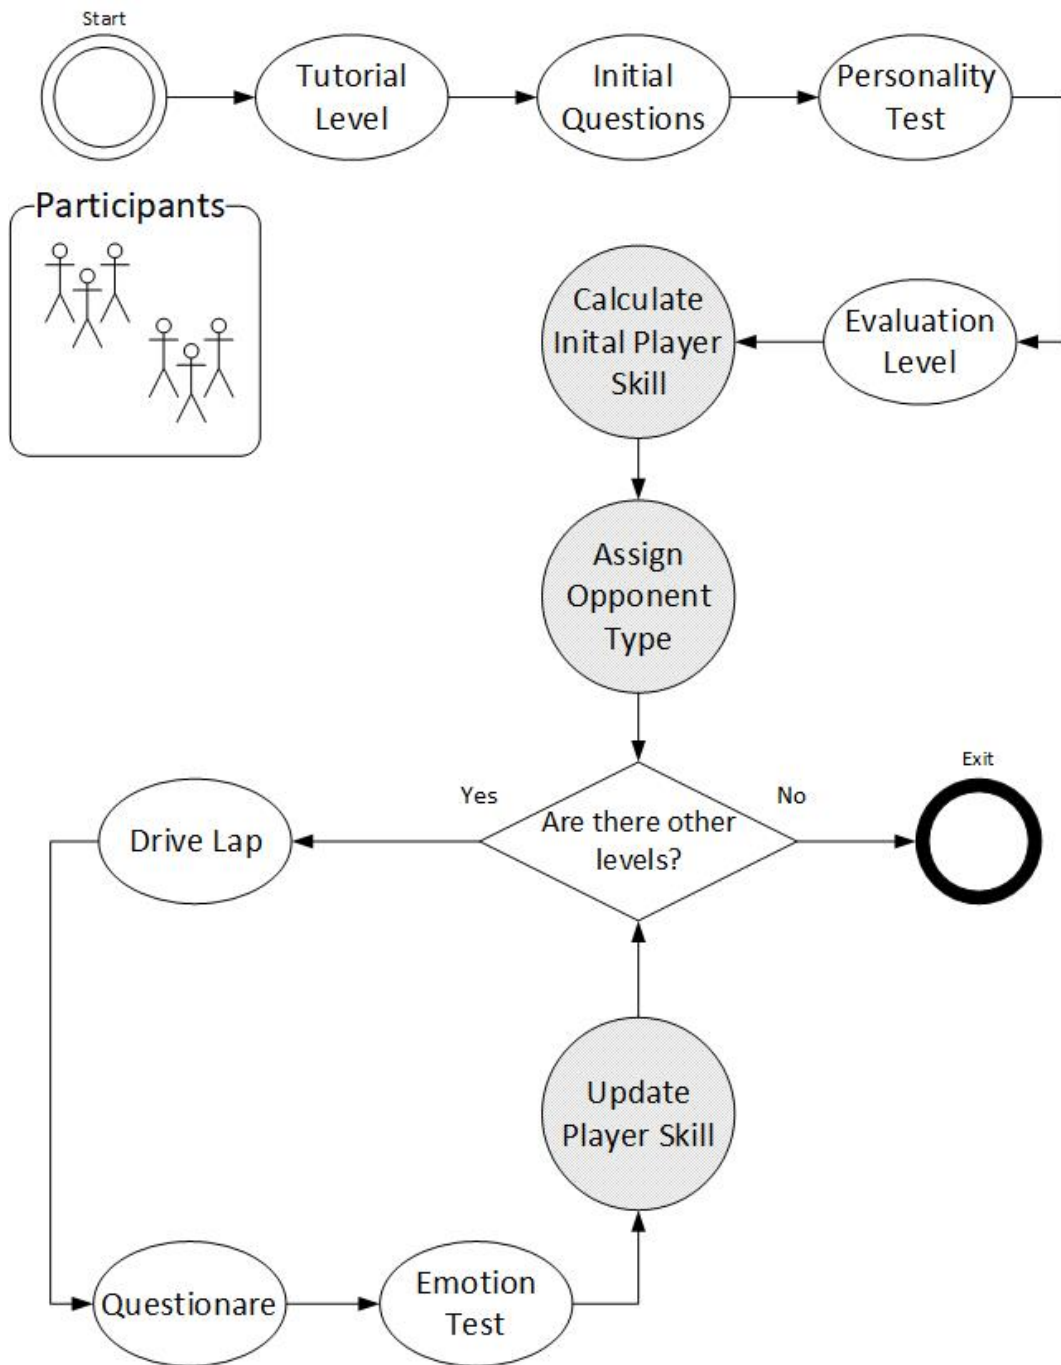 Start
Tutorial
Level
Initial
Questions
Personality
Test
Participants
Evaluation
Level
Calculate
Inital Player
Skill
Assign
Opponent
Type
Are there other
levels?
Yes
No
Exit
Drive Lap
Questionare
Emotion
Test
Update
Player Skill